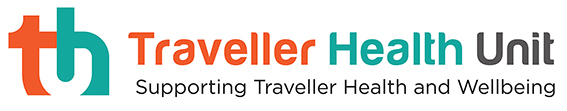 th Traveller Health Unit
Supporting Traveller Health and Wellbeing